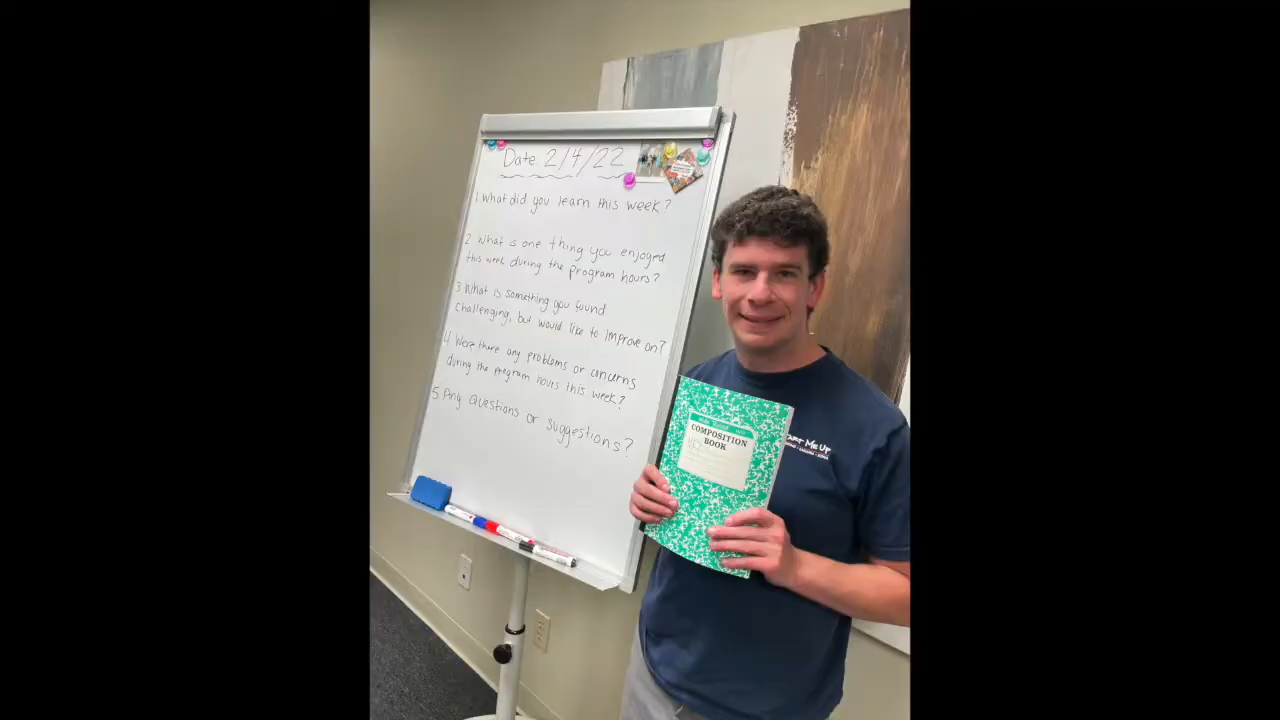 Date: 2/4/22
1. What did you learn this week?
2. What is one thing you enjoyed
this week during the program hours?
3. What is something you found
challenging, but would like to improve on?
4. Were there any problems or concerns
during the program hours this week?
5. Any questions or suggestions?
COMPOSITION
BOOK
ART ME UP